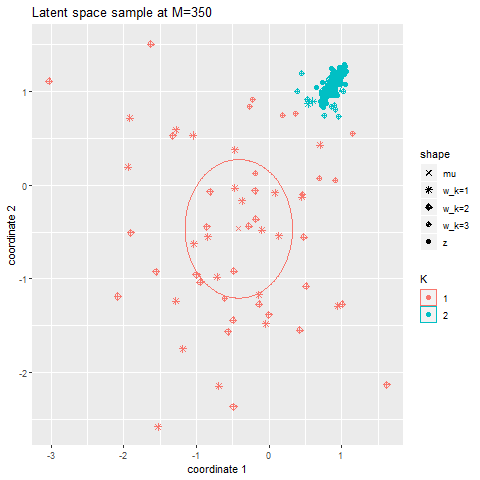 Latent space sample at M=350
coordinate 2
1
0
-1
-2
-3
-2
-1
0
1
coordinate 1
shape
mu
w_k=1
w_k=2
w_k=3
z
K
1
2